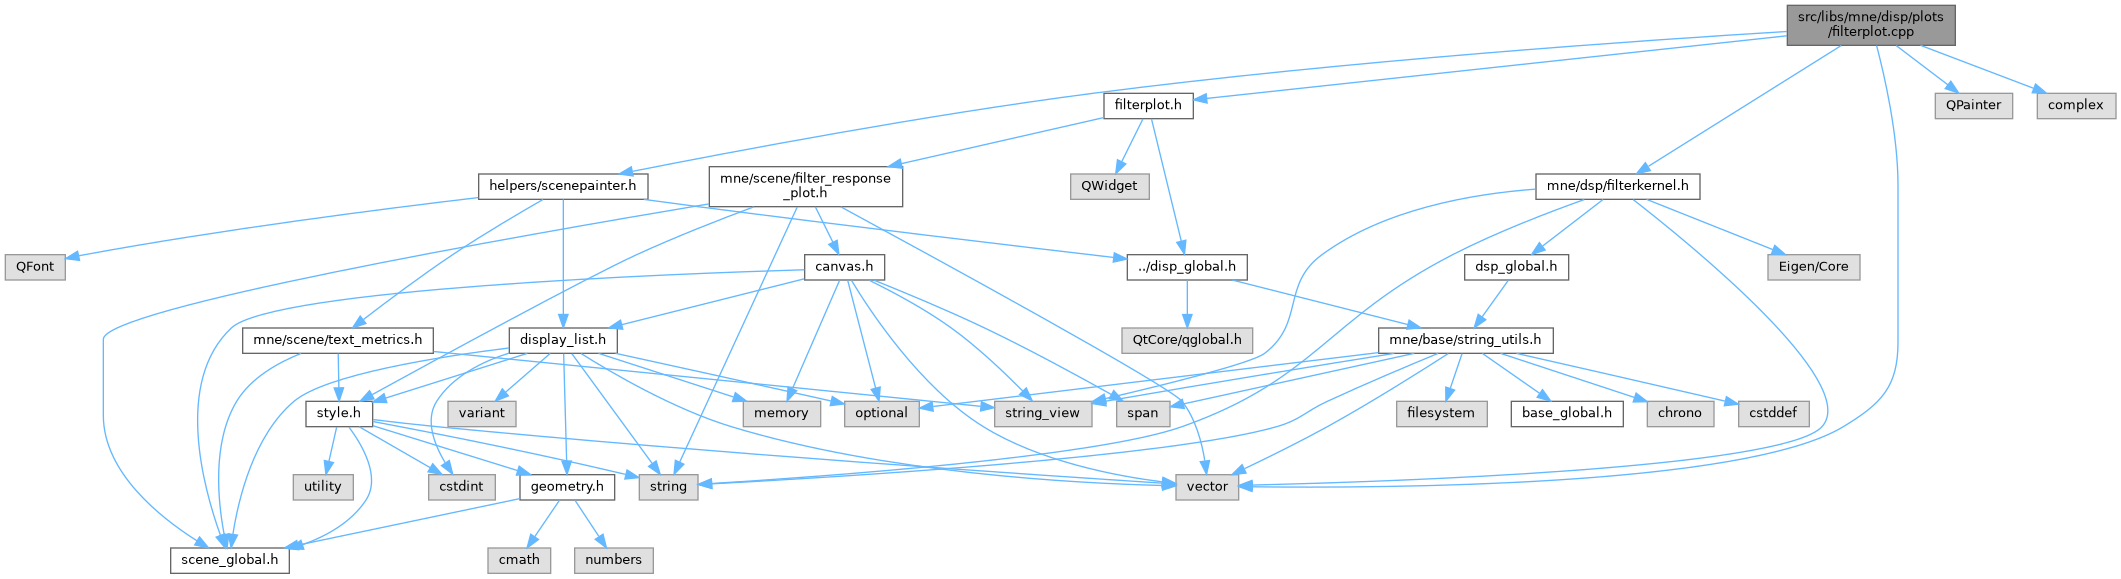 src/libs/mne/disp/plots
/filterplot.cpp
filterplot.h
QPainter
complex
helpers/scenepainter.h
mne/scene/filter_response
_plot.h
QWidget
mne/dsp/filterkernel.h
QFont
canvas.h
../disp_global.h
dsp_global.h
Eigen/Core
mne/scene/text_metrics.h
display_list.h
QtCore/qglobal.h
mne/base/string_utils.h
style.h
variant
memory
optional
string_view
span
filesystem
base_global.h
chrono
cstddef
utility
cstdint
geometry.h
string
vector
scene_global.h
cmath
numbers